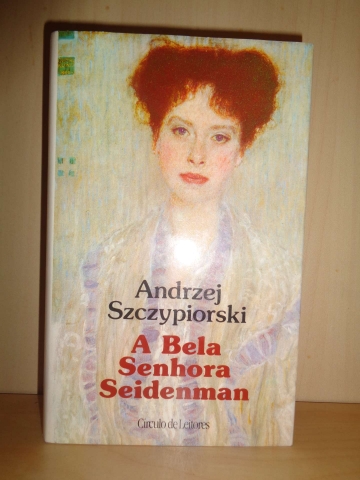 Andrzej
Szczypiorski
A Bela
Senhora
Seidenman
Círculo de Leitores